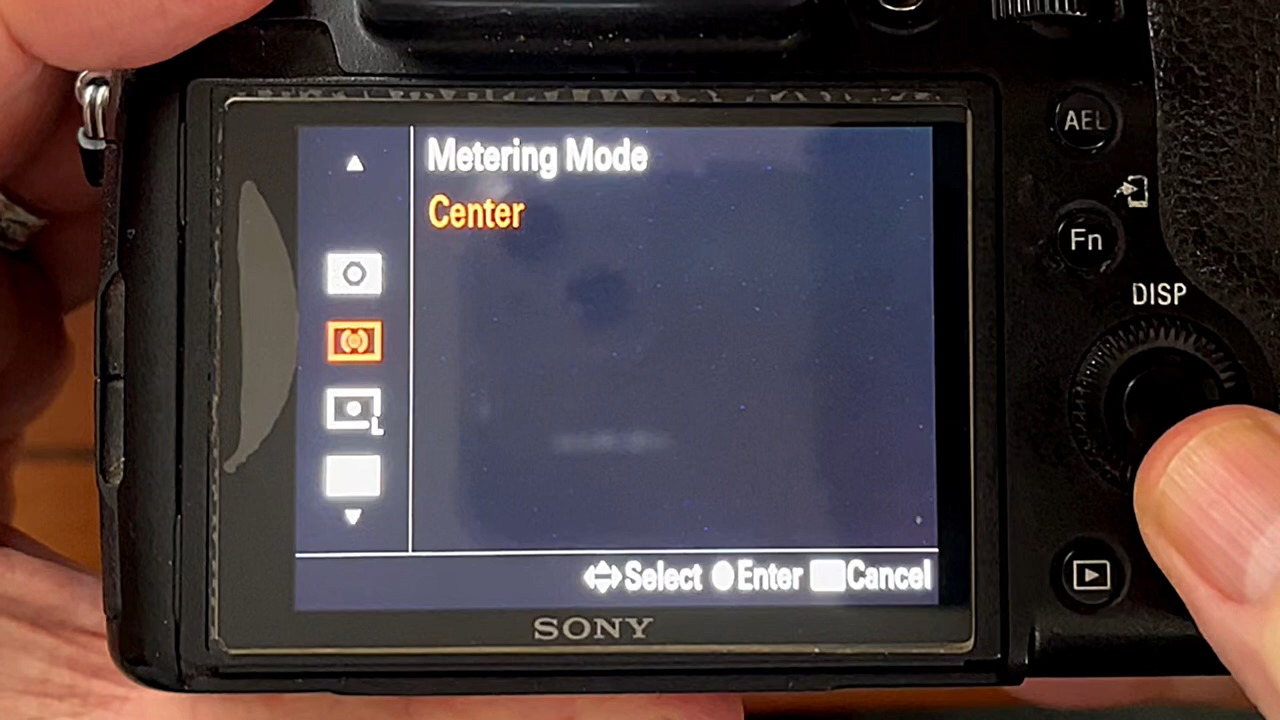 Metering Mode
Center
L
Select Enter Cancel
SONY
AEL
Fn
DISP